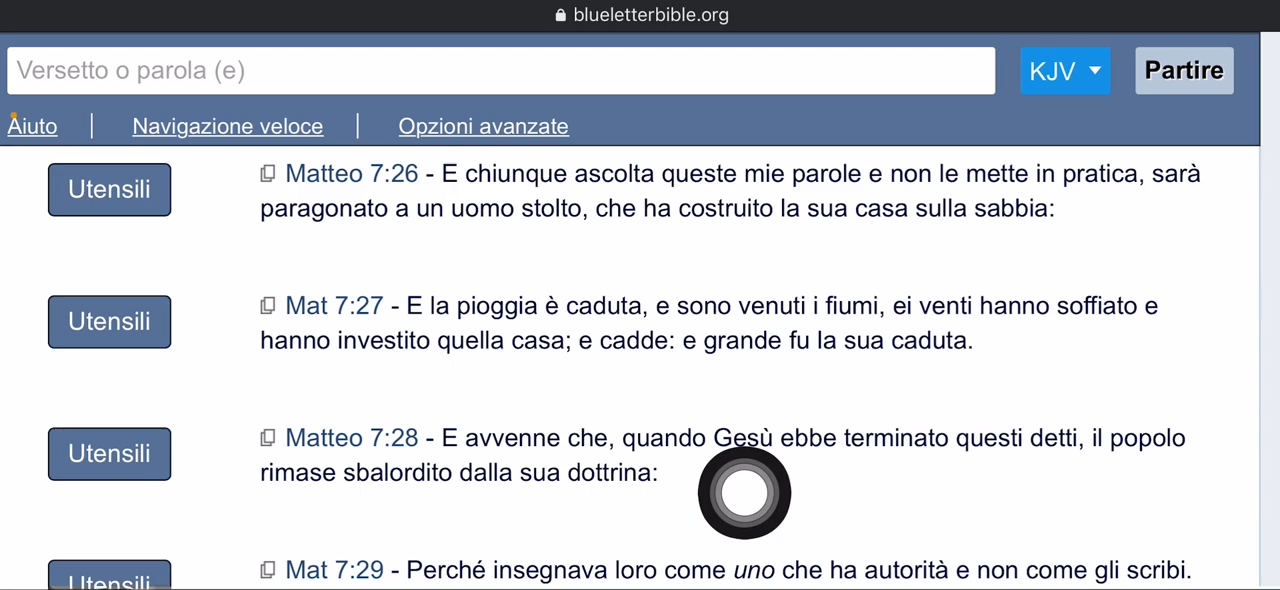 blueletterbible.org
Versetto o parola (e)
KJV
Partire
Aiuto
Navigazione veloce
Opzioni avanzate
Utensili
Matteo 7:26 - E chiunque ascolta queste mie parole e non le mette in pratica, sarà
paragonato a un uomo stolto, che ha costruito la sua casa sulla sabbia:
Utensili
Mat 7:27 - E la pioggia è caduta, e sono venuti i fiumi, ei venti hanno soffiato e
hanno investito quella casa; e cadde: e grande fu la sua caduta.
Utensili
Matteo 7:28 - E avvenne che, quando Gesù ebbe terminato questi detti, il popolo
rimase sbalordito dalla sua dottrina:
Utensili
Mat 7:29 - Perché insegnava loro come uno che ha autorità e non come gli scribi.